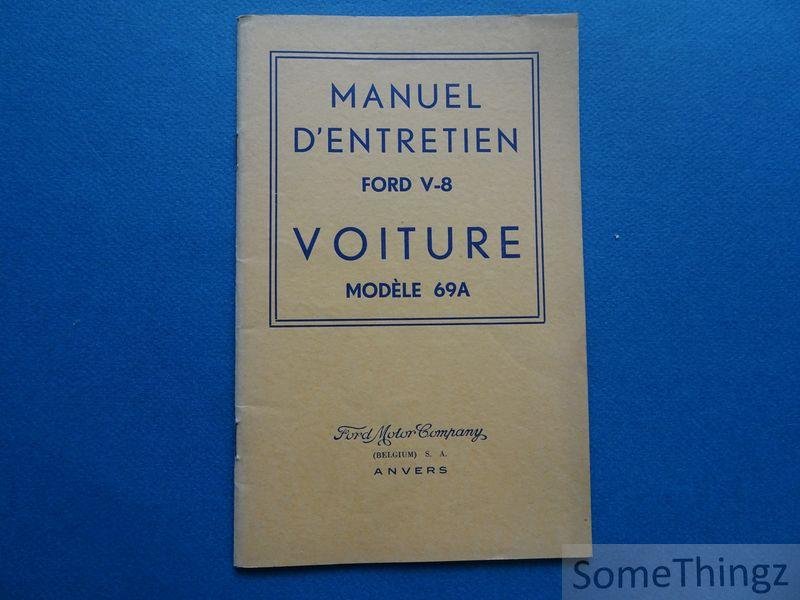 MANUEL
D'ENTRETIEN
FORD V-8
VOITURE
MODÈLE 69A
Ford Motor Company
(BELGIUM) S. A.
ANVERS
SomeThingz